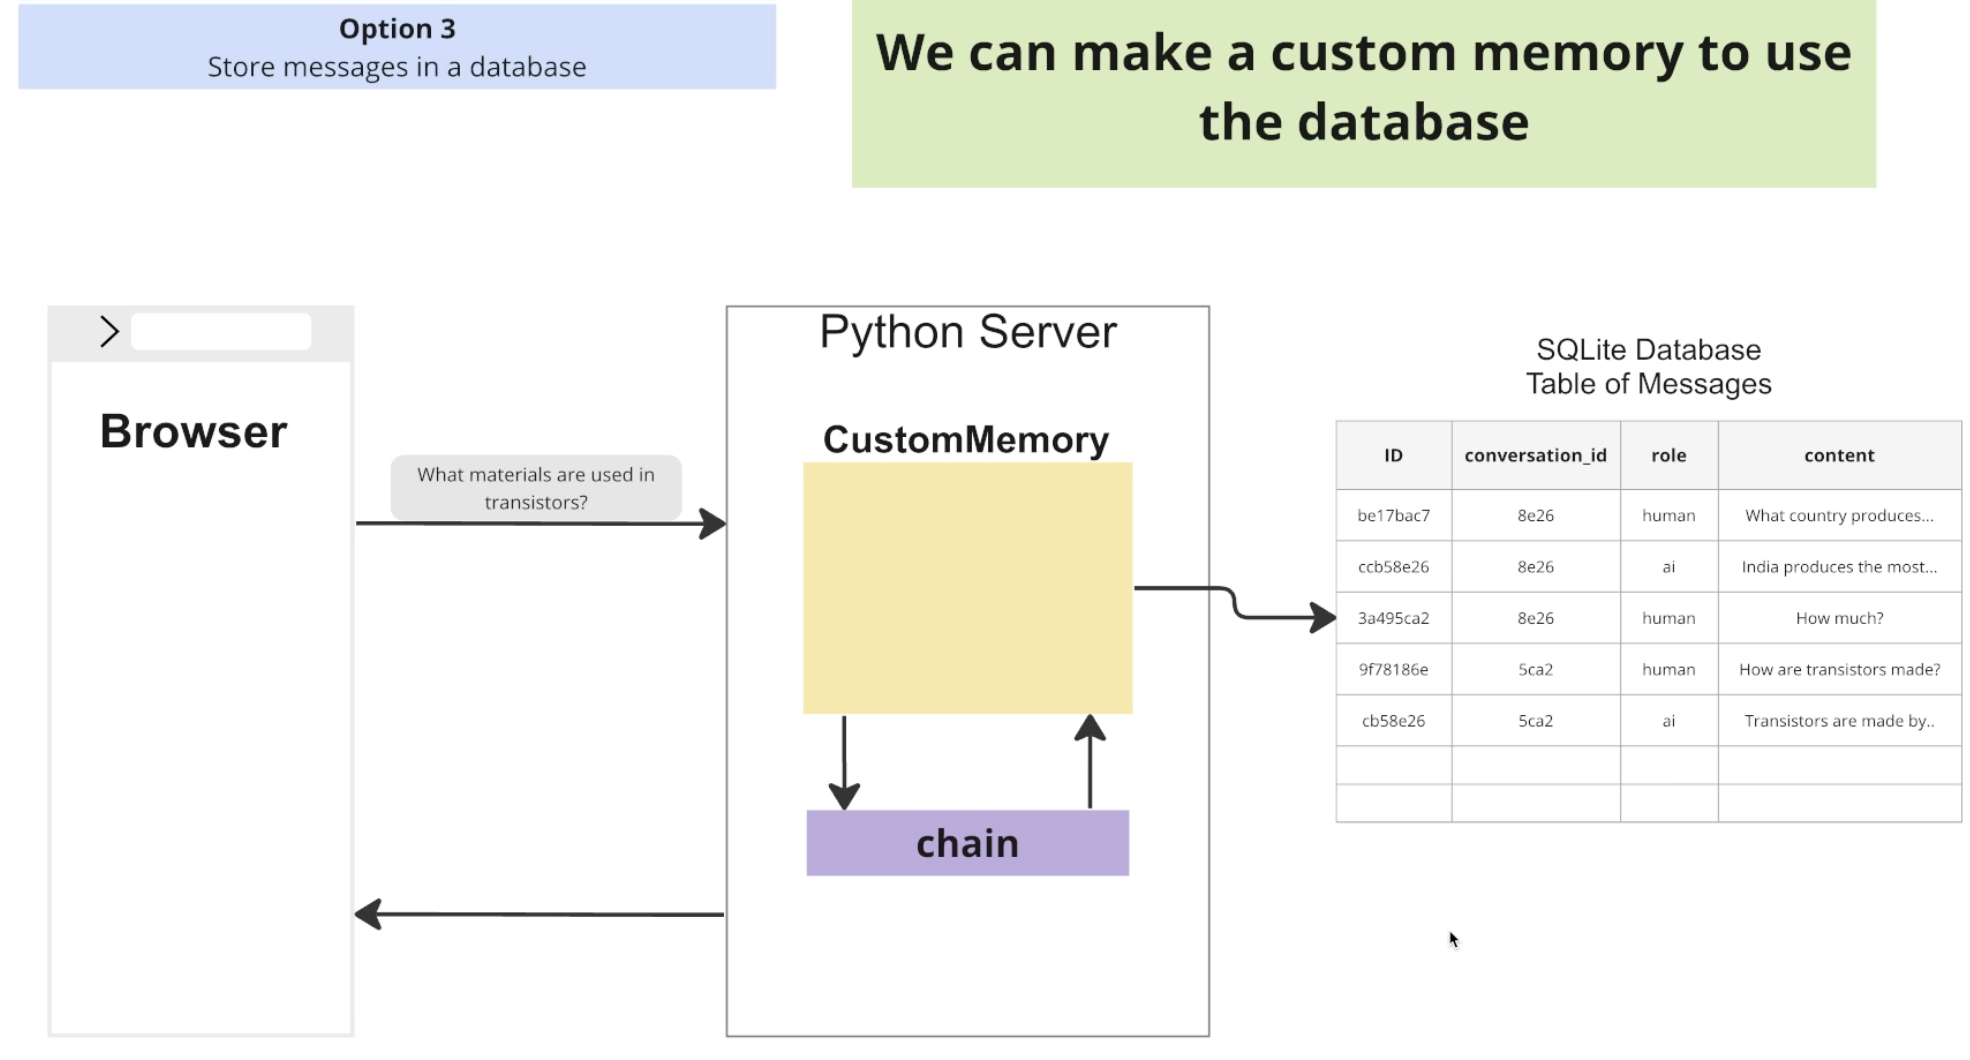 Option 3
Store messages in a database
We can make a custom memory to use
the database
Browser
What materials are used in
transistors?
Python Server
CustomMemory
chain
SQLite Database
Table of Messages
ID conversation_id role content
be17bac7 8e26 human What country produces...
ccb58e26 8e26 ai India produces the most...
3a495ca2 8e26 human How much?
9f78186e 5ca2 human How are transistors made?
cb58e26 5ca2 ai Transistors are made by..